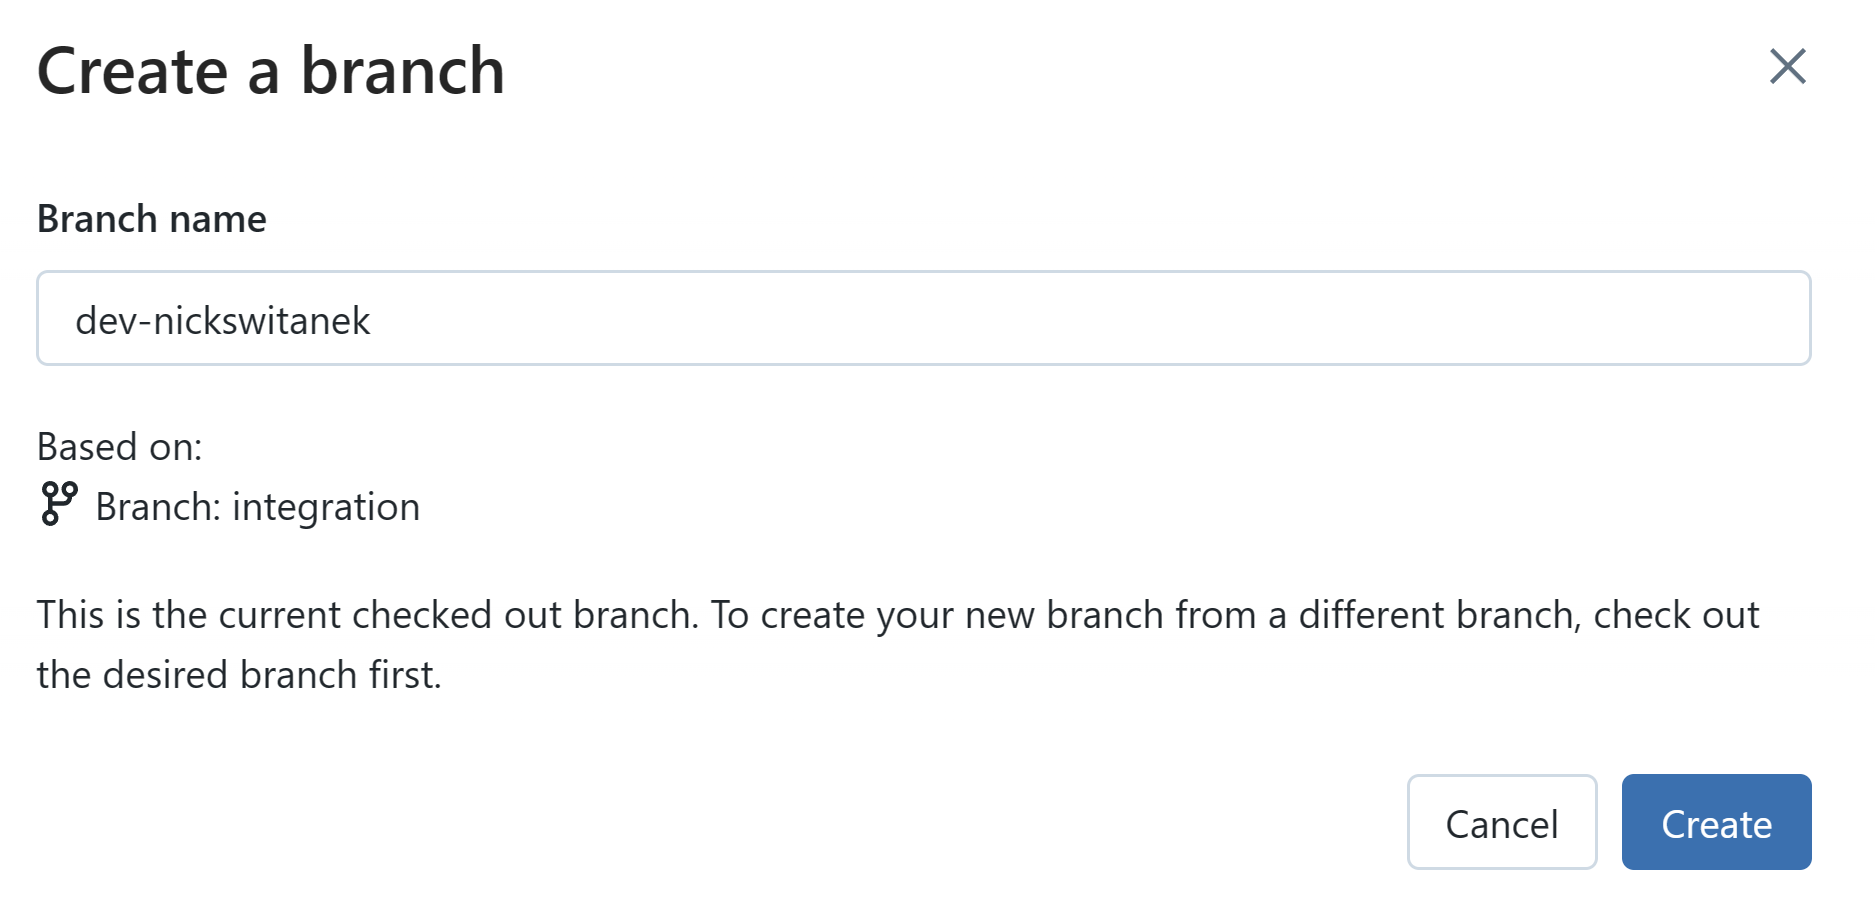 Create a branch
Branch name
dev-nickswitanek
Based on:
Branch: integration
This is the current checked out branch. To create your new branch from a different branch, check out
the desired branch first.
Cancel
Create